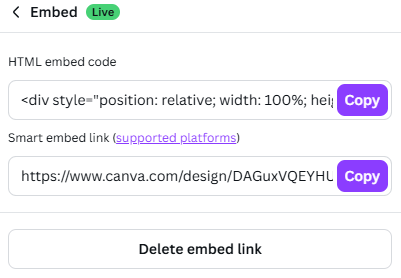 Embed Live
HTML embed code
<div style="position: relative; width: 100%; hei
Copy
Smart embed link (supported platforms)
https://www.canva.com/design/DAGuxVQEYHU
Copy
Delete embed link